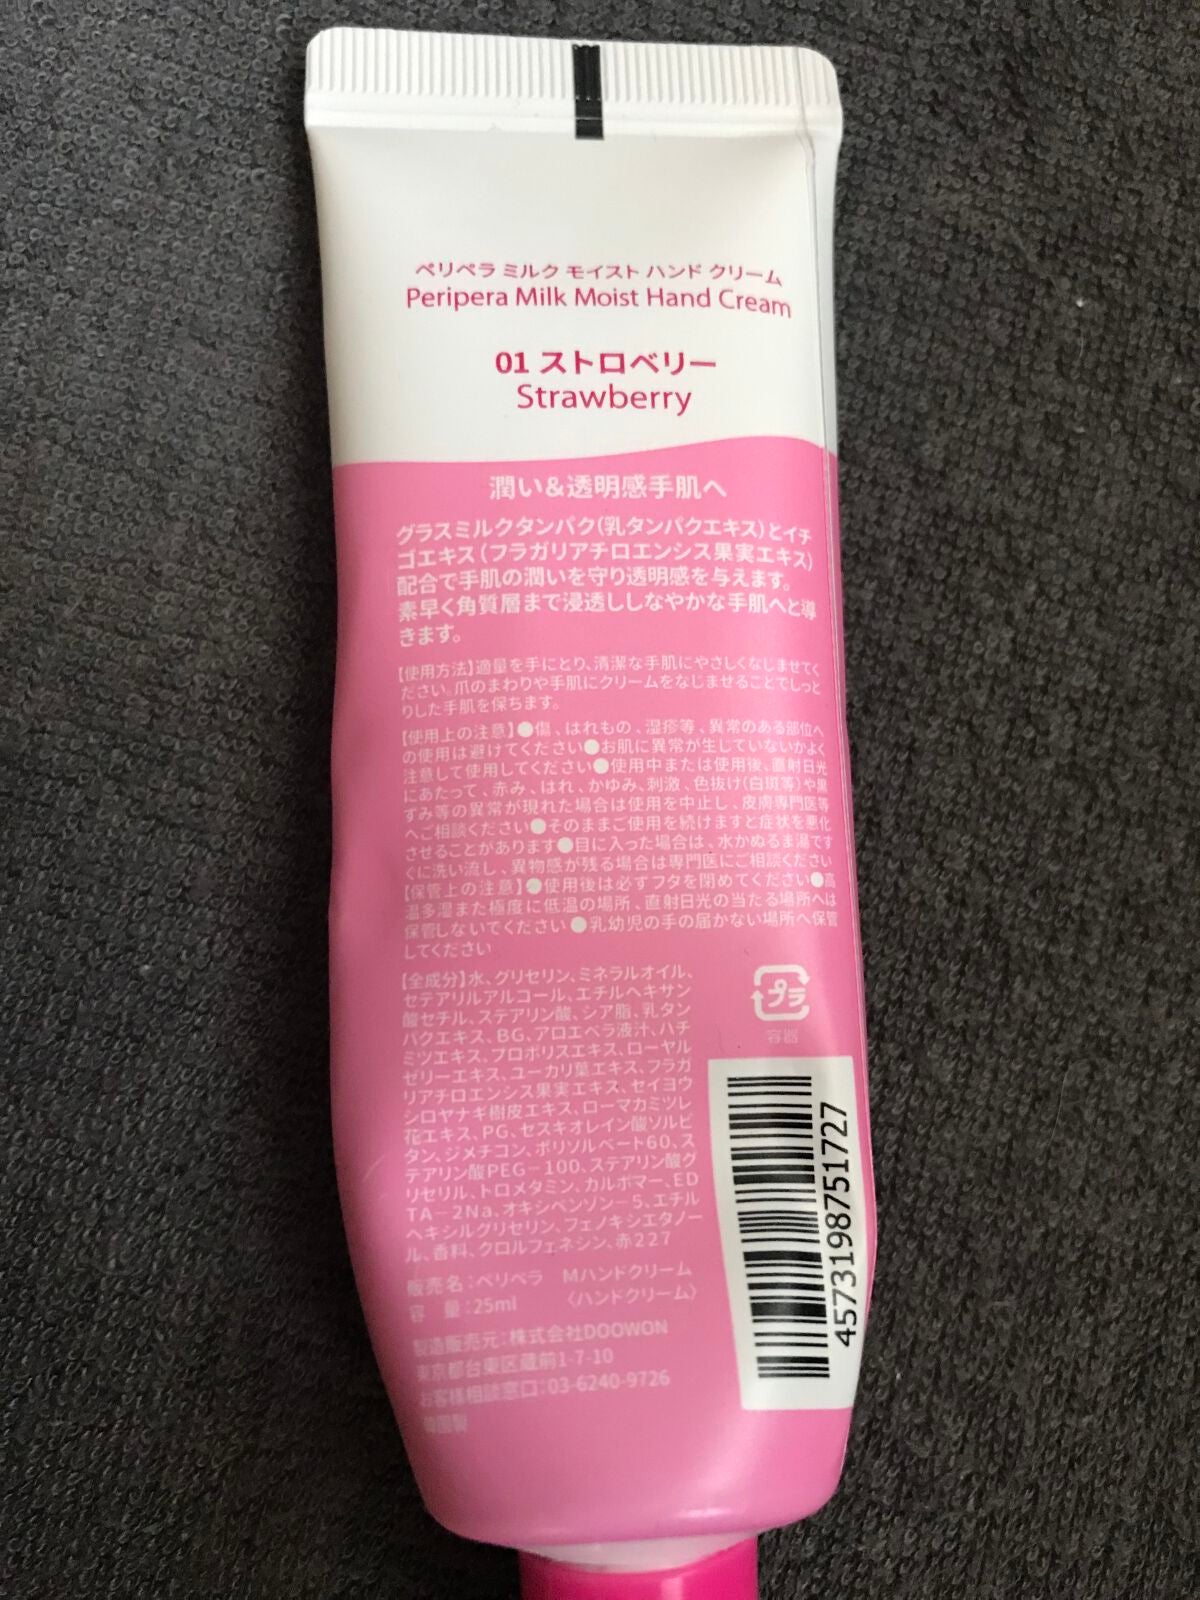 ペリペラ ミルク モイスト ハンド クリーム
Peripera Milk Moist Hand Cream
01 ストロベリー
Strawberry
潤い&透明感手肌へ
グラスミルクタンパク(乳タンパクエキス)とイチ
ゴエキス(フラガリアチロエンシス果実エキス)
配合で手肌の潤いを守り透明感を与えます。
素早く角質層まで浸透ししなやかな手肌へと導
きます。
【使用方法】適量を手にとり、清潔な手肌にやさしくなじませてく
ださい。爪のまわりや手肌にクリームをなじませることでしっと
りした手肌を保ちます。
【使用上の注意】●傷、はれもの、湿疹等、異常のある部位へ
の使用は避けてください●お肌に異常が生じていないかよく
注意して使用してください●使用中または使用後、直射日光
にあたって、赤み、はれ、かゆみ、刺激、色抜け(白斑等)や黒
ずみ等の異常が現れた場合は使用を中止し、皮膚専門医等
へご相談ください●そのままご使用を続けますと症状を悪化
させることがあります●目に入った場合は、水かぬるま湯です
ぐに洗い流し、異物感が残る場合は専門医にご相談ください
【保管上の注意】●使用後は必ずフタを閉めてください●高
温多湿また極度に低温の場所、直射日光の当たる場所へは
保管しないでください●乳幼児の手の届かない場所へ保管
してください
【全成分】水、グリセリン、ミネラルオイル、
セテアリルアルコール、エチルヘキサン
酸セチル、ステアリン酸、シア脂、乳タン
パクエキス、BG、アロエベラ液汁、ハチ
ミツエキス、プロポリスエキス、ローヤル
ゼリーエキス、ユーカリ葉エキス、フラガ
リアチロエンシス果実エキス、セイヨウ
シロヤナギ樹皮エキス、ローマカミツレ
花エキス、PG、セスキオレイン酸ソルビ
タン、ジメチコン、ポリソルベート60、ス
テアリン酸PEG-100、ステアリン酸グ
リセリル、トロメタミン、カルボマー、ED
TA-2Na、オキシベンゾン-5、エチル
ヘキシルグリセリン、フェノキシエタノー
ル、香料、クロルフェネシン、赤227
プラ
容器
販売名:ペリペラ Mハンドクリーム
容 量:25ml 〈ハンドクリーム〉
製造販売元:株式会社DOOWON
東京都台東区蔵前1-7-10
お客様相談窓口:03-6240-9726
韓国製
4573198751727